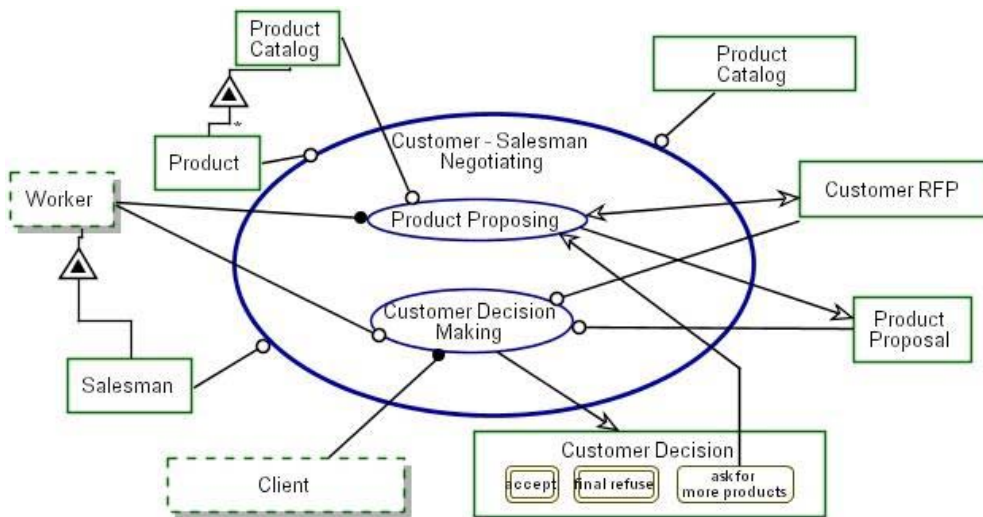 Product
Catalog
Product
Catalog
Customer - Salesman
Negotiating
*
Product
Worker
Customer RFP
Product Proposing
Customer Decision
Making
Product
Proposal
Salesman
Customer Decision
Client
accept
final refuse
ask for
more products